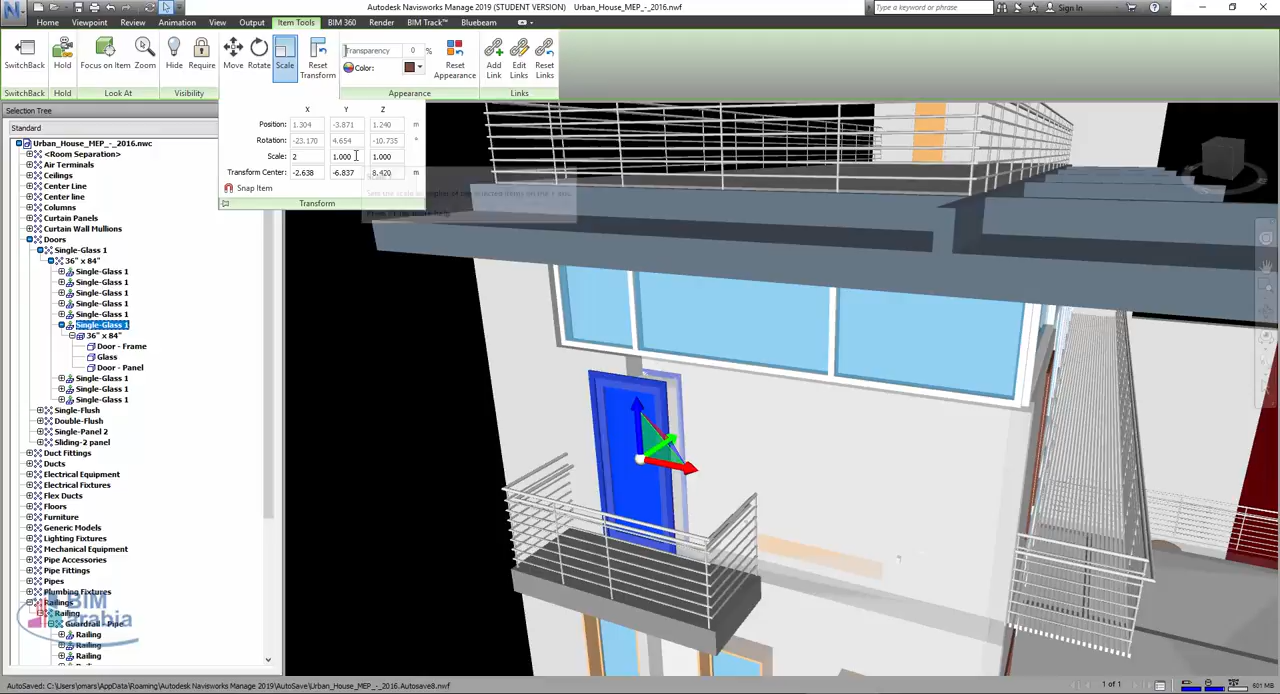 Autodesk Navisworks Manage 2019 (STUDENT VERSION) Urban_House_MEP_-_2016.nwf
Type a keyword or phrase
Sign In
Home Viewpoint Review Animation View Output Item Tools BIM 360 Render BIM Track™ Bluebeam
SwitchBack Hold Focus on Item Zoom Hide Require Move Rotate Scale Reset Transform
Transparency 0 %
Color:
Reset Appearance
Add Link Edit Links Reset Links
SwitchBack Hold Look At Visibility Appearance Links
X Y Z
Position: 1.304 -3.871 1.240 m
Rotation: -23.170 4.654 -10.735 °
Scale: 2 1.000 1.000
Transform Center: -2.638 -6.837 8.420 m
Snap Item
Transform
Selection Tree
Standard
Urban_House_MEP_-_2016.nwc
<Room Separation>
Air Terminals
Ceilings
Center Line
Center line
Columns
Curtain Panels
Curtain Wall Mullions
Doors
Single-Glass 1
36" x 84"
Single-Glass 1
Single-Glass 1
Single-Glass 1
Single-Glass 1
Single-Glass 1
Single-Glass 1
36" x 84"
Door - Frame
Glass
Door - Panel
Single-Glass 1
Single-Glass 1
Single-Glass 1
Single-Flush
Double-Flush
Single-Panel 2
Sliding-2 panel
Duct Fittings
Ducts
Electrical Equipment
Electrical Fixtures
Flex Ducts
Floors
Furniture
Generic Models
Lighting Fixtures
Mechanical Equipment
Pipe Accessories
Pipe Fittings
Pipes
Plumbing Fixtures
Railings
Railing
Guardrail - Pipe
Railing
Railing
Railing
BIM
arabia
AutoSaved: C:\Users\omars\AppData\Roaming\Autodesk Navisworks Manage 2019\AutoSave\Urban_House_MEP_-_2016.Autosave8.nwf
1 of 1
601 MB